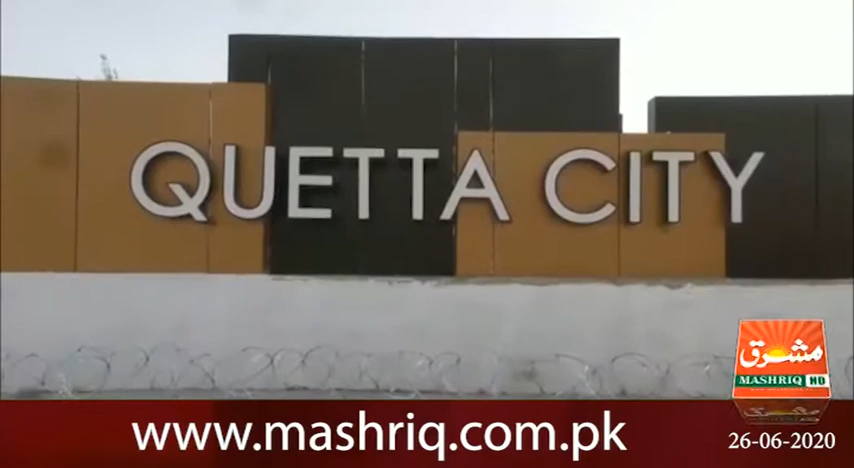 QUETTA CITY
مشرق
MASHRIQ HD
www.mashriq.com.pk
26-06-2020